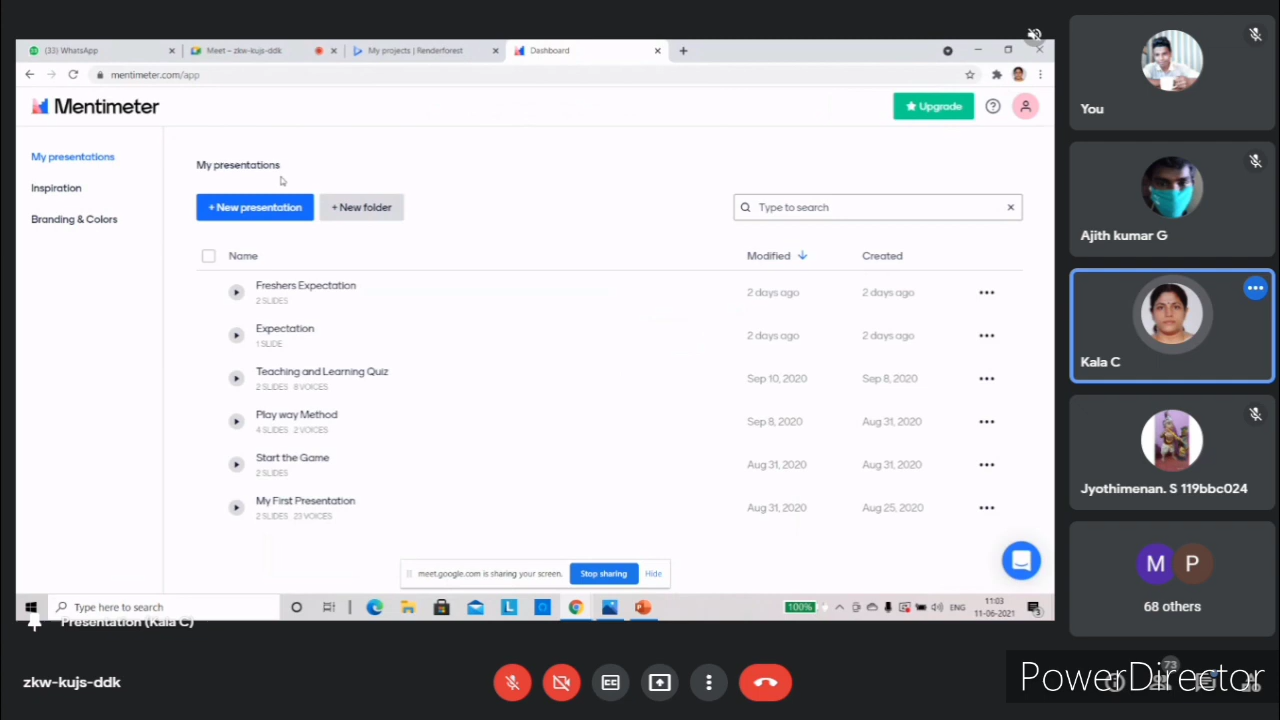 (33) WhatsApp
Meet – zkw-kujs-ddk
My projects | Renderforest
Dashboard
mentimeter.com/app
Mentimeter
Upgrade
My presentations
Inspiration
Branding & Colors
My presentations
+ New presentation
+ New folder
Type to search
Name
Modified
Created
Freshers Expectation
2 SLIDES
2 days ago
2 days ago
Expectation
1 SLIDE
2 days ago
2 days ago
Teaching and Learning Quiz
2 SLIDES 8 VOICES
Sep 10, 2020
Sep 8, 2020
Play way Method
4 SLIDES 2 VOICES
Sep 8, 2020
Aug 31, 2020
Start the Game
2 SLIDES
Aug 31, 2020
Aug 31, 2020
My First Presentation
2 SLIDES 23 VOICES
Aug 31, 2020
Aug 25, 2020
meet.google.com is sharing your screen.
Stop sharing
Hide
Type here to search
100%
ENG
11:03
11-06-2021
3
Presentation (Kala C)
You
Ajith kumar G
Kala C
Jyothimenan. S 119bbc024
M
P
68 others
zkw-kujs-ddk
73
PowerDirector